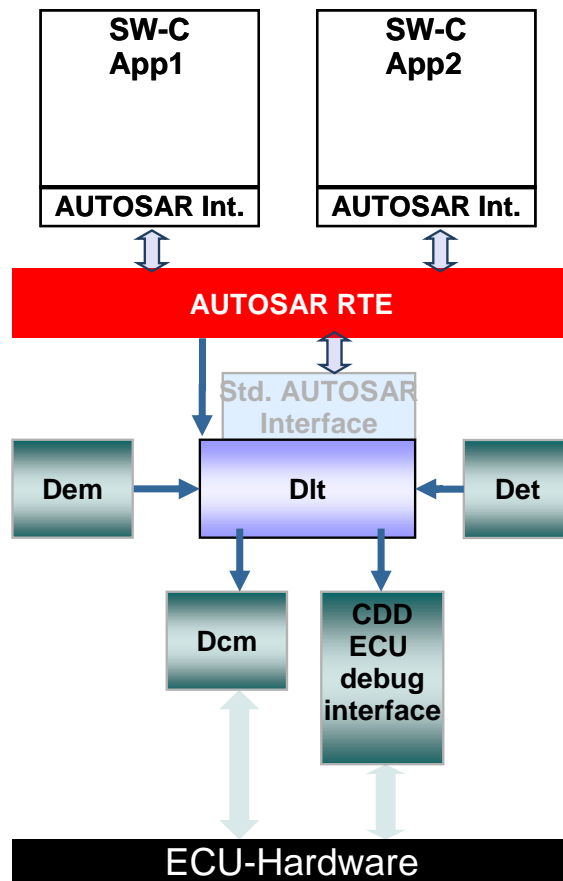 SW-C
App1
SW-C
App2
AUTOSAR Int.
AUTOSAR Int.
AUTOSAR RTE
Std. AUTOSAR
Interface
Dem
Dlt
Det
Dcm
CDD
ECU
debug
interface
ECU-Hardware